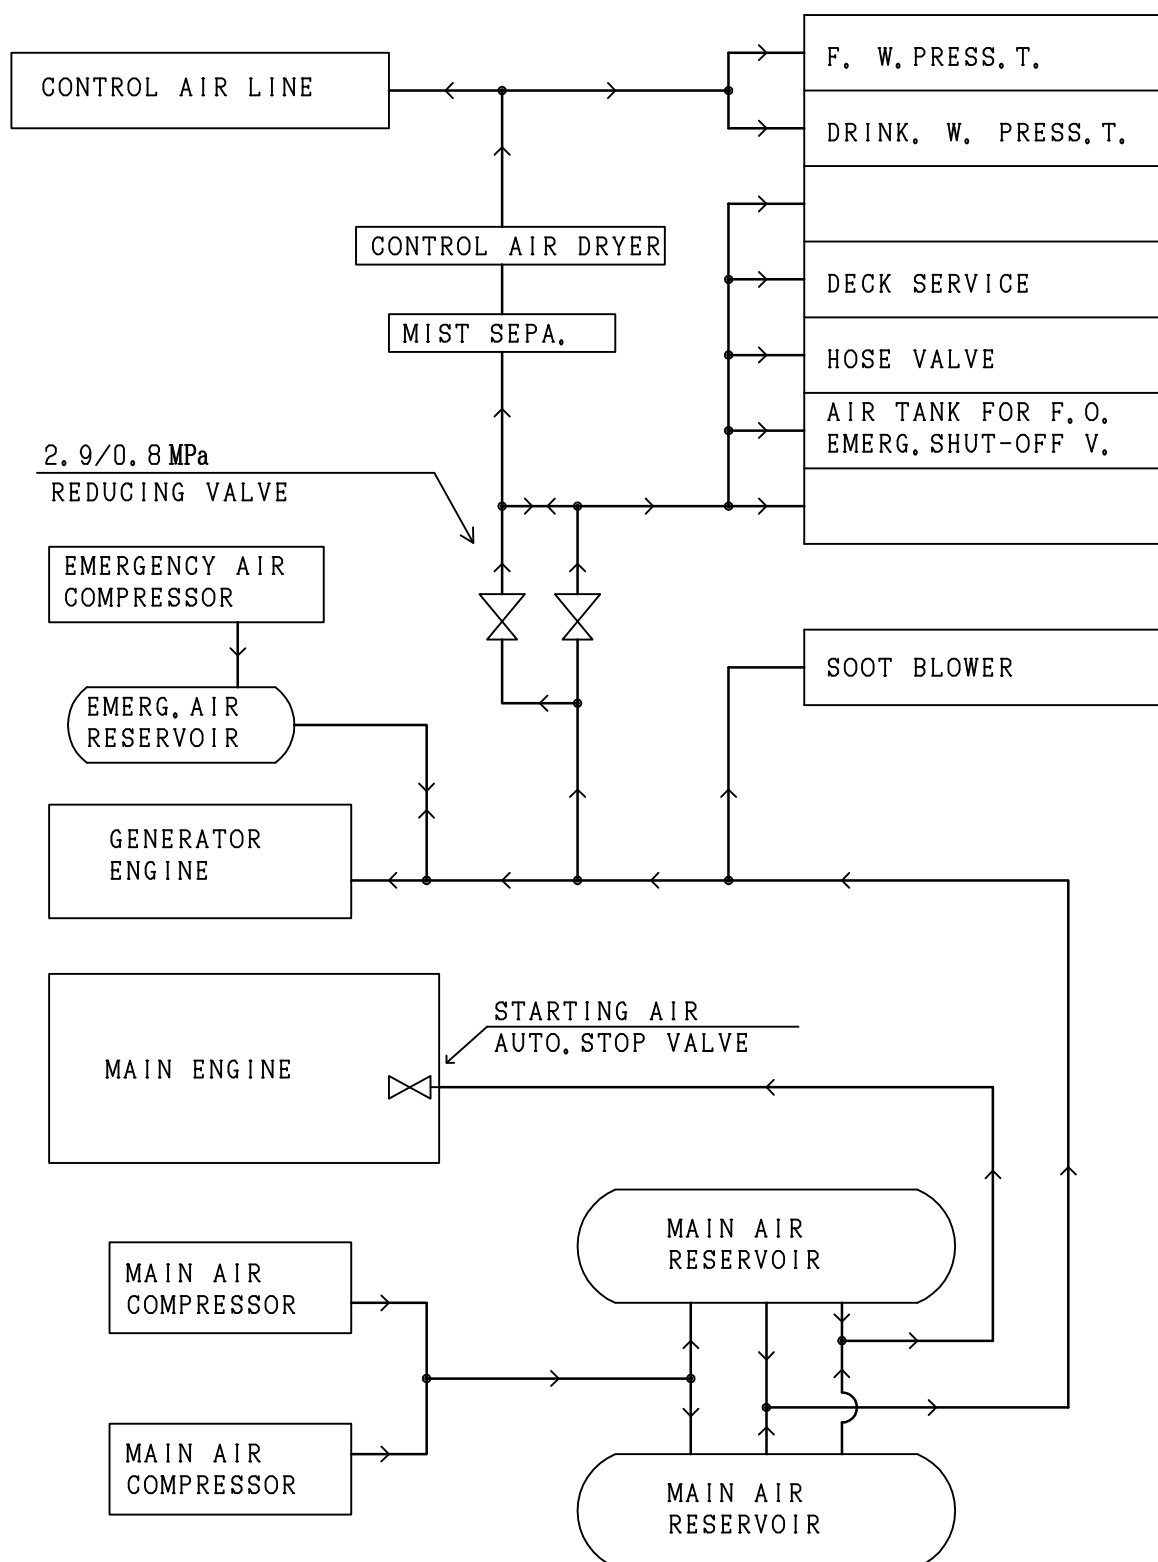 CONTROL AIR LINE
F. W. PRESS. T.
DRINK. W. PRESS. T.
CONTROL AIR DRYER
DECK SERVICE
MIST SEPA.
HOSE VALVE
AIR TANK FOR F. O.
EMERG. SHUT-OFF V.
2. 9/0. 8 MPa
REDUCING VALVE
EMERGENCY AIR
COMPRESSOR
SOOT BLOWER
EMERG. AIR
RESERVOIR
GENERATOR
ENGINE
STARTING AIR
AUTO. STOP VALVE
MAIN ENGINE
MAIN AIR
RESERVOIR
MAIN AIR
COMPRESSOR
MAIN AIR
COMPRESSOR
MAIN AIR
RESERVOIR